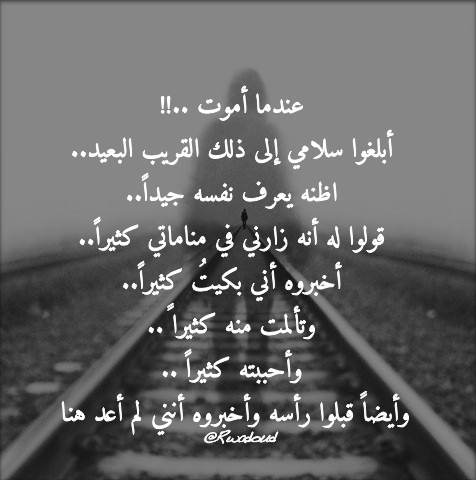 عندما أموت ..!!
أبلغوا سلامي إلى ذلك القريب البعيد..
اظنه يعرف نفسه جيداً..
قولوا له أنه زارني في مناماتي كثيراً..
أخبروه أني بكيتُ كثيراً..
وتألمت منه كثيراً ..
وأحببته كثيراً ..
وأيضاً قبلوا رأسه وأخبروه أنني لم أعد هنا
@Rwadoud